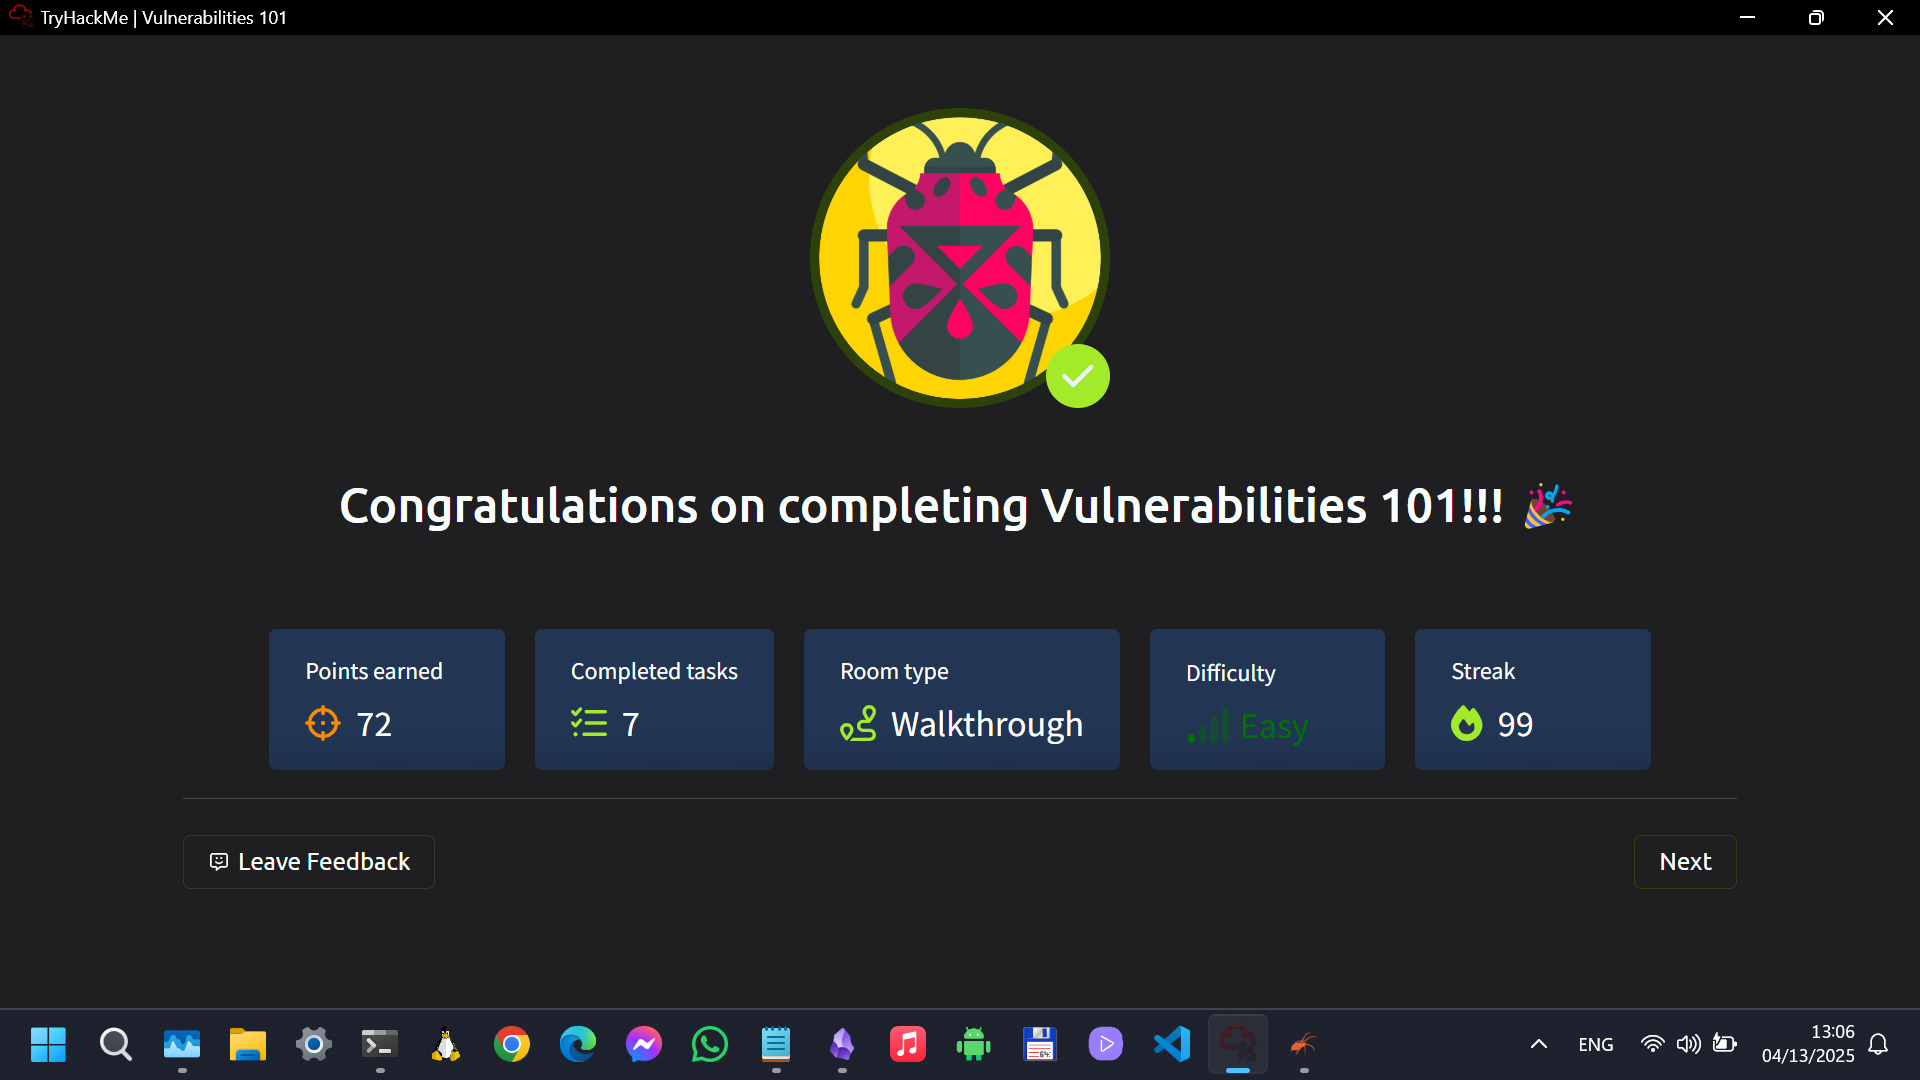 TryHackMe | Vulnerabilities 101
Congratulations on completing Vulnerabilities 101!!! 🎉
Points earned
72
Completed tasks
7
Room type
Walkthrough
Difficulty
Easy
Streak
99
Leave Feedback
Next
64
ENG
13:06
04/13/2025